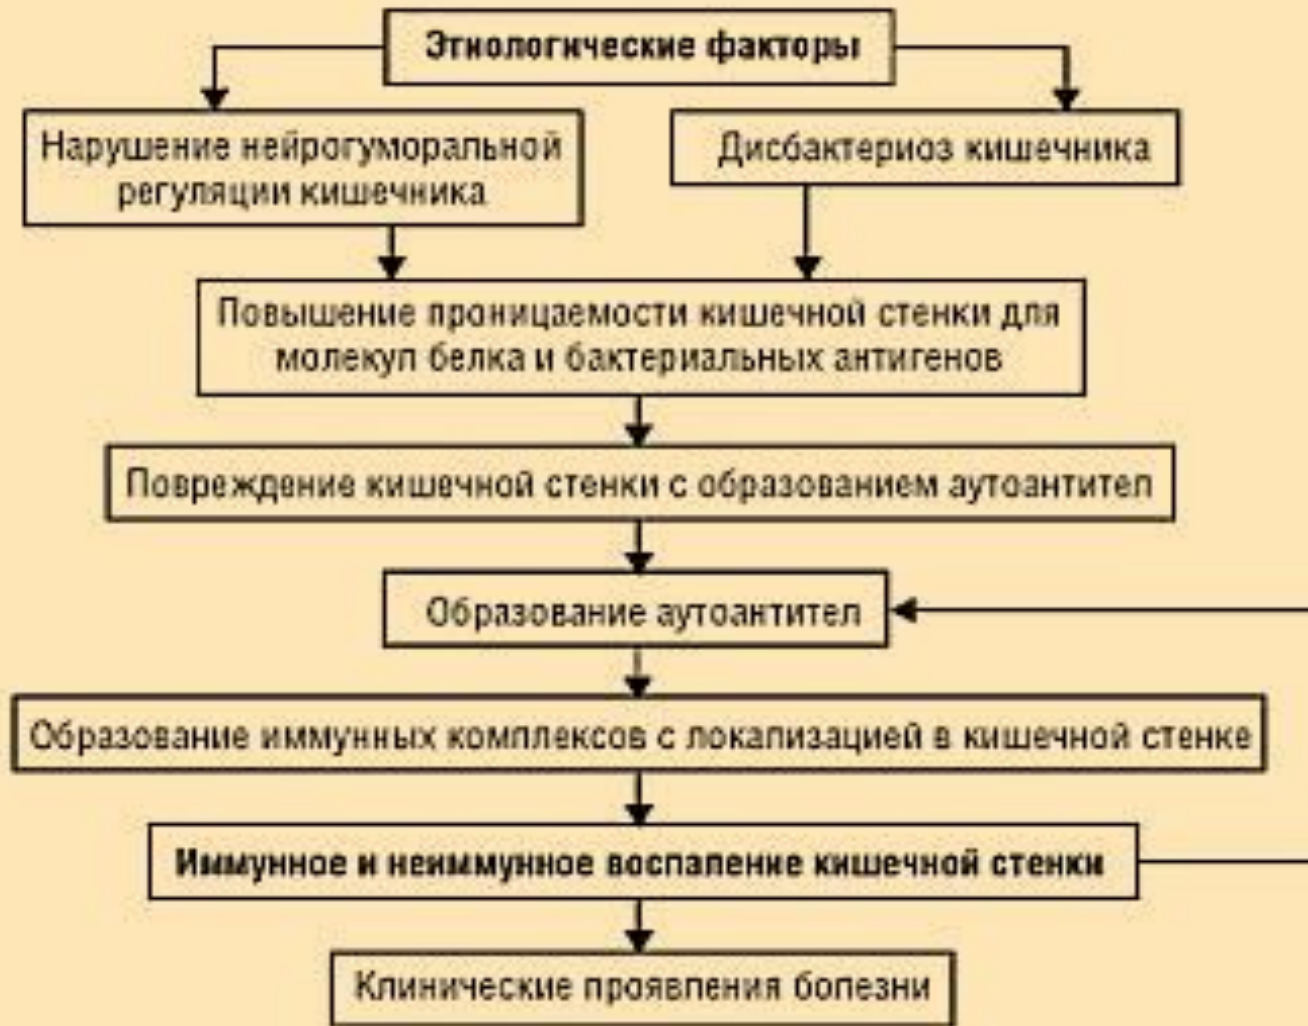 Этиологические факторы
Нарушение нейрогуморальной
регуляции кишечника
Дисбактериоз кишечника
Повышение проницаемости кишечной стенки для
молекул белка и бактериальных антигенов
Повреждение кишечной стенки с образованием аутоантител
Образование аутоантител
Образование иммунных комплексов с локализацией в кишечной стенке
Иммунное и неиммунное воспаление кишечной стенки
Клинические проявления болезни